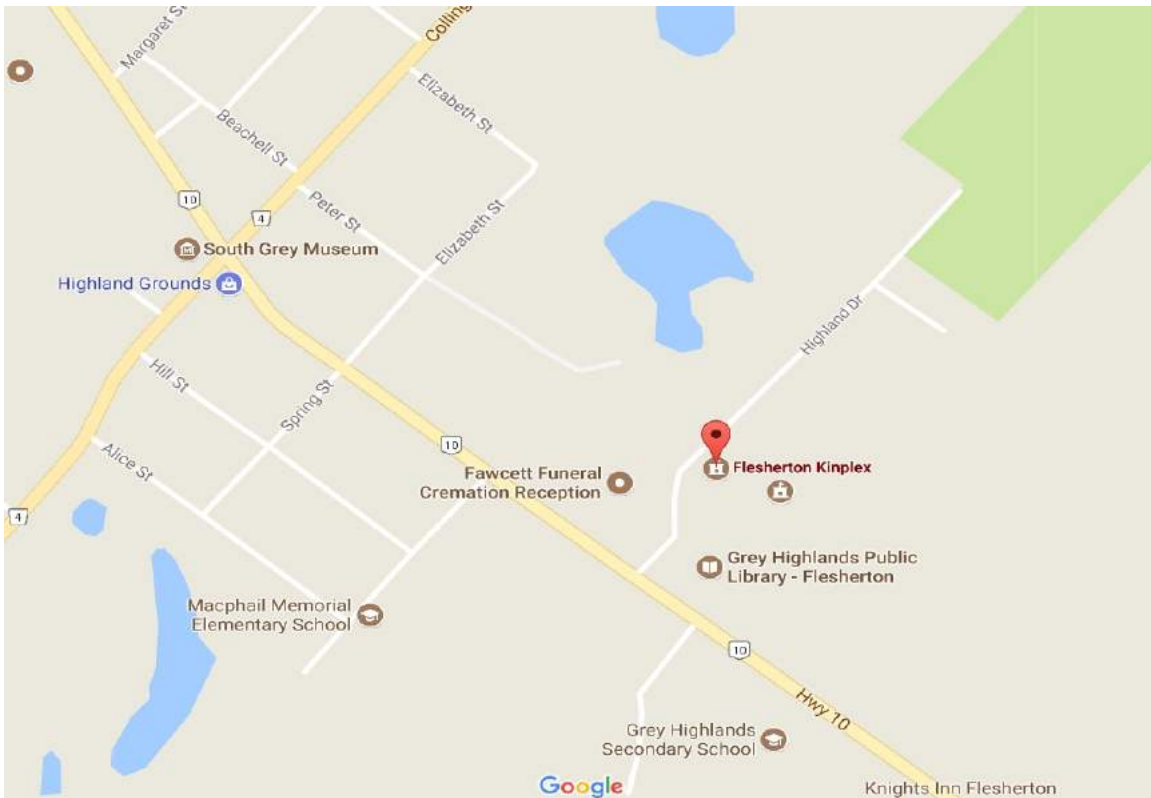 Margaret St
Colling
Elizabeth St
Beachell St
Peter St
10
4
Elizabeth St
South Grey Museum
Highland Grounds
Highland Dr
Hill St
Spring St
Alice St
10
Flesherton Kinplex
Fawcett Funeral
Cremation Reception
4
Grey Highlands Public
Library - Flesherton
Macphail Memorial
Elementary School
10
Hwy 10
Grey Highlands
Secondary School
Google
Knights Inn Flesherton